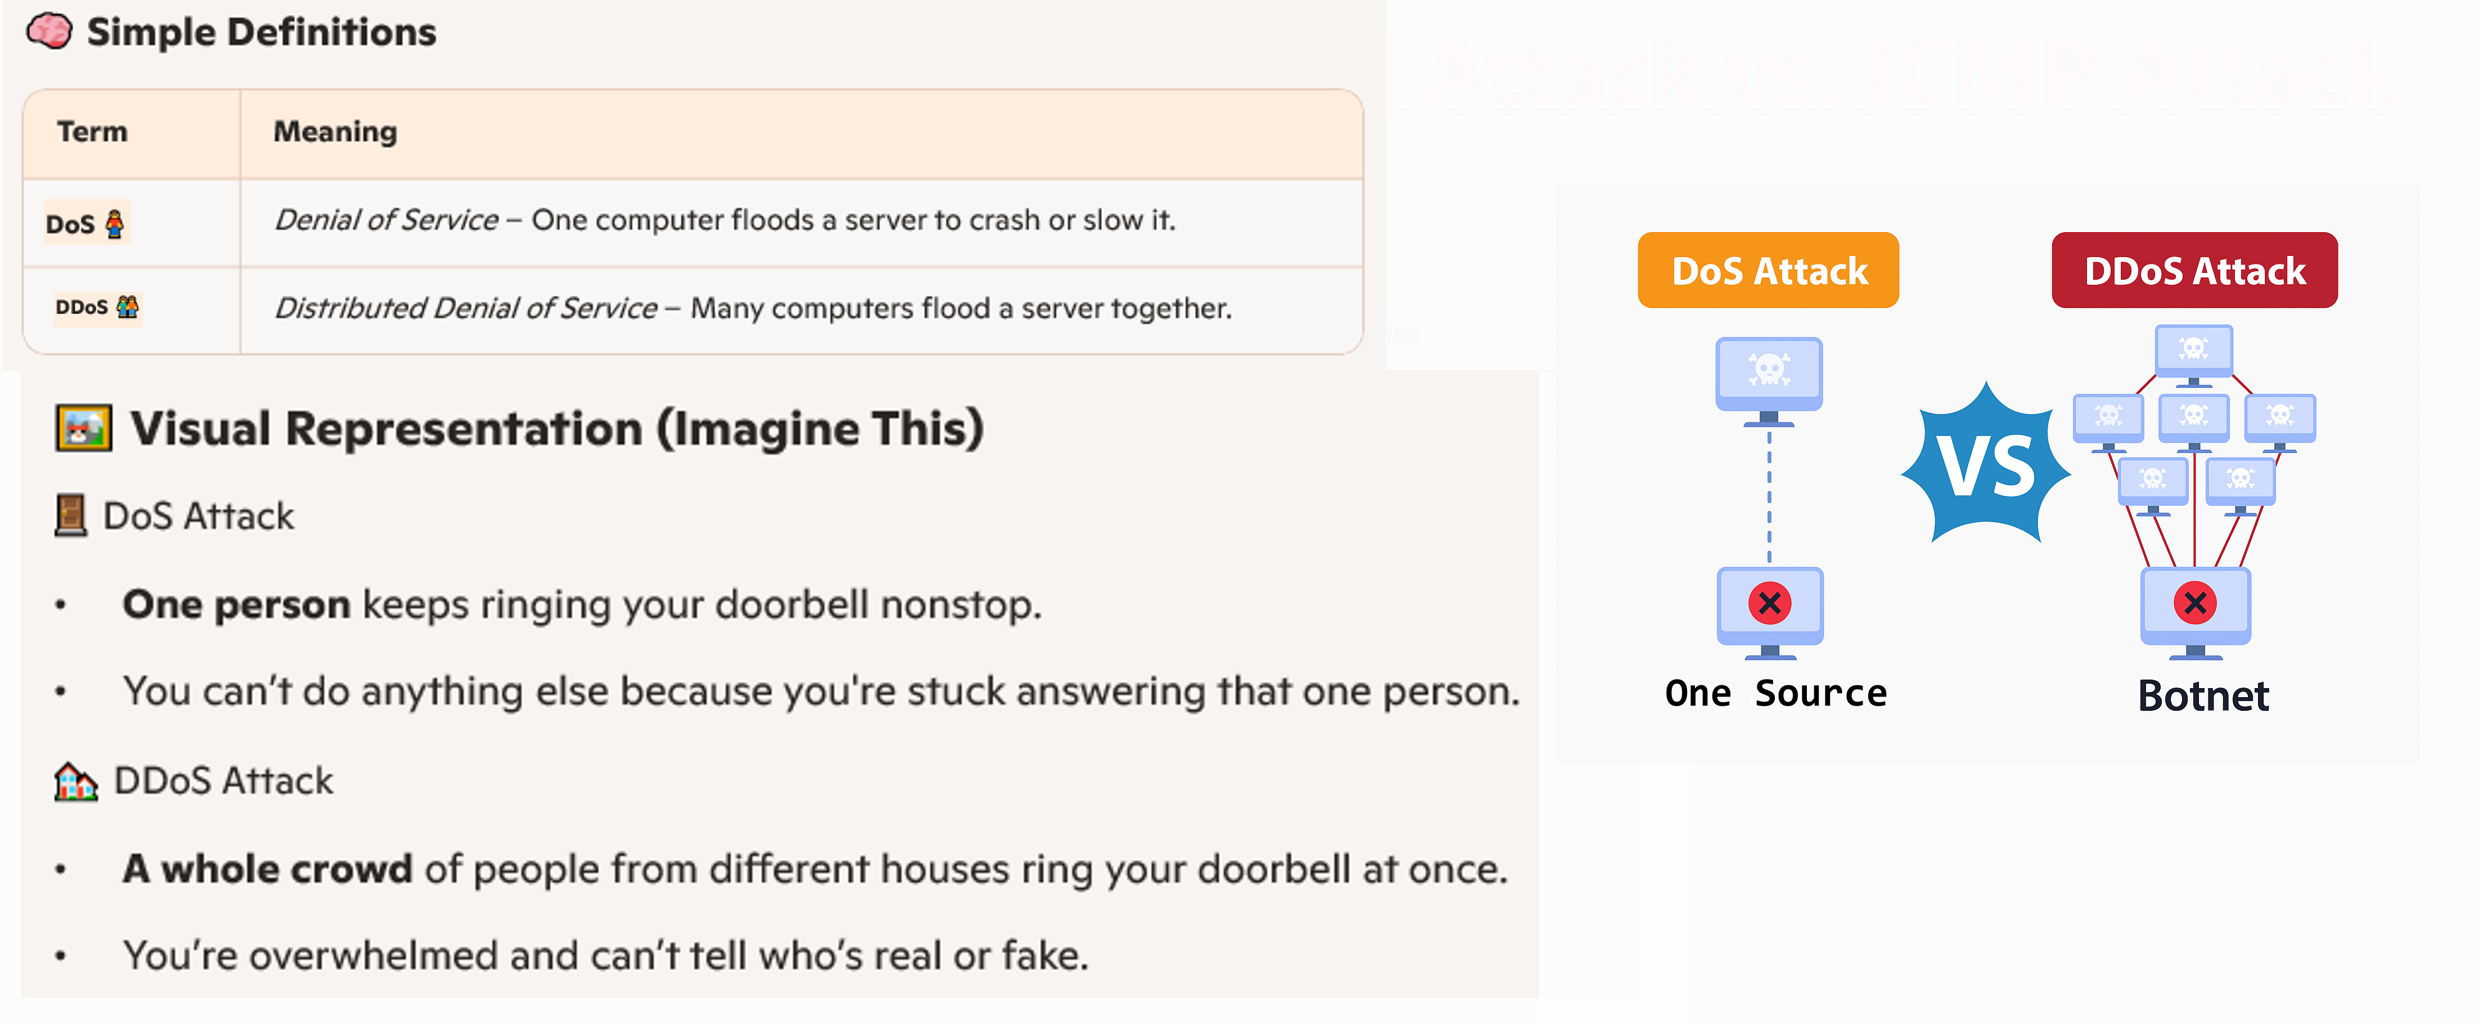 Simple Definitions
Term Meaning
DoS Denial of Service – One computer floods a server to crash or slow it.
DDoS Distributed Denial of Service – Many computers flood a server together.
Visual Representation (Imagine This)
DoS Attack
• One person keeps ringing your doorbell nonstop.
• You can't do anything else because you're stuck answering that one person.
DDoS Attack
• A whole crowd of people from different houses ring your doorbell at once.
• You're overwhelmed and can't tell who's real or fake.
Attack vs. ICMP Attack
DoS Attack
VS
DDoS Attack
One Source
Botnet